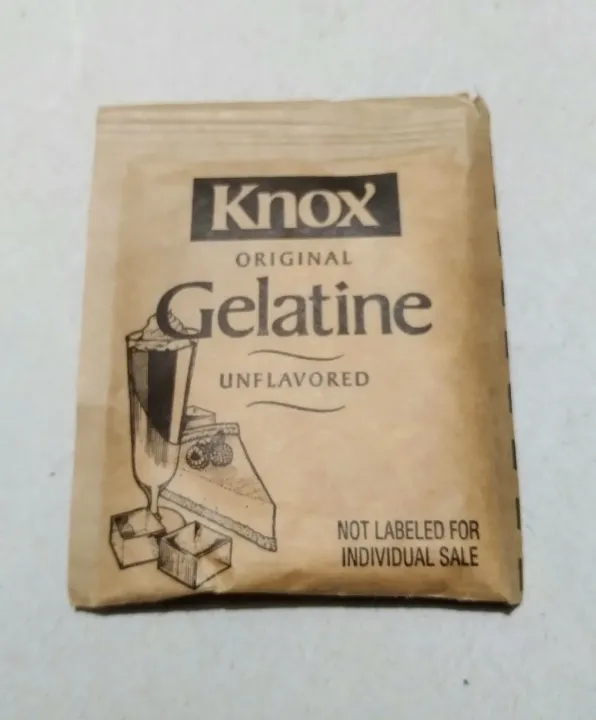 Knox
ORIGINAL
Gelatine
UNFLAVORED
NOT LABELED FOR
INDIVIDUAL SALE